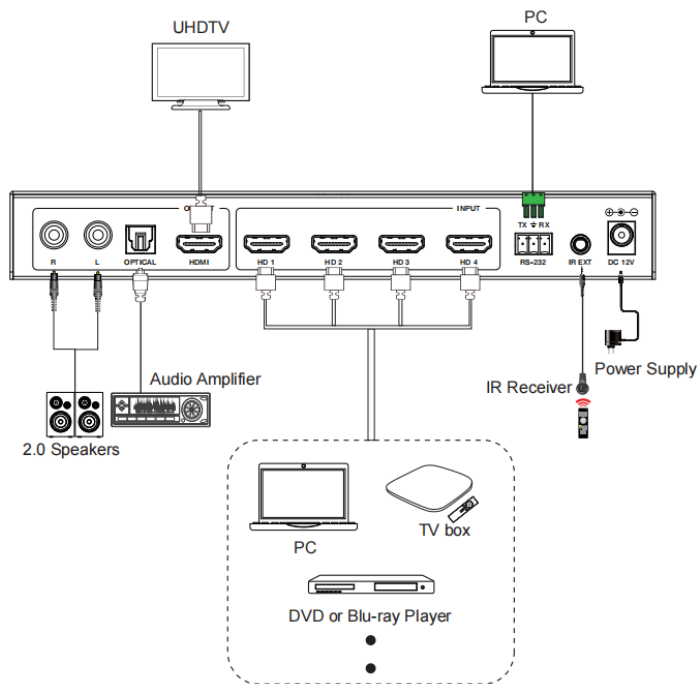 UHDTV
PC
INPUT
TX RX
R
L
OPTICAL
HDMI
HD 1
HD 2
HD 3
HD 4
RS-232
IR EXT
DC 12V
Power Supply
Audio Amplifier
IR Receiver
2.0 Speakers
PC
TV box
DVD or Blu-ray Player